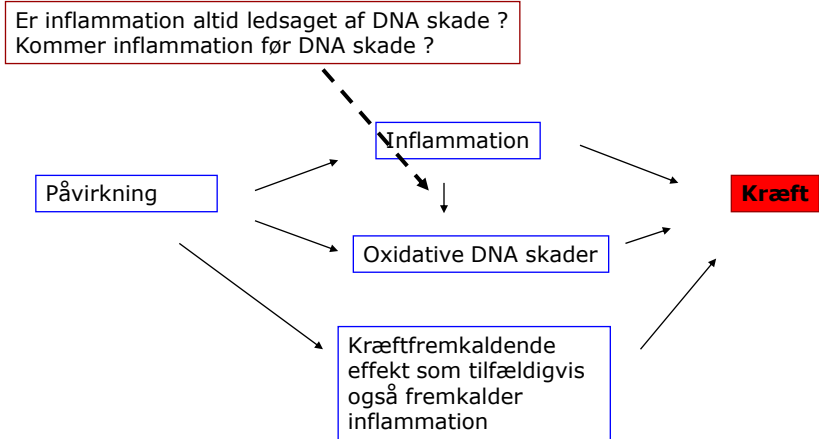 Er inflammation altid ledsaget af DNA skade ?
Kommer inflammation før DNA skade ?
Inflammation
Påvirkning
Kræft
Oxidative DNA skader
Kræftfremkaldende
effekt som tilfældigvis
også fremkalder
inflammation